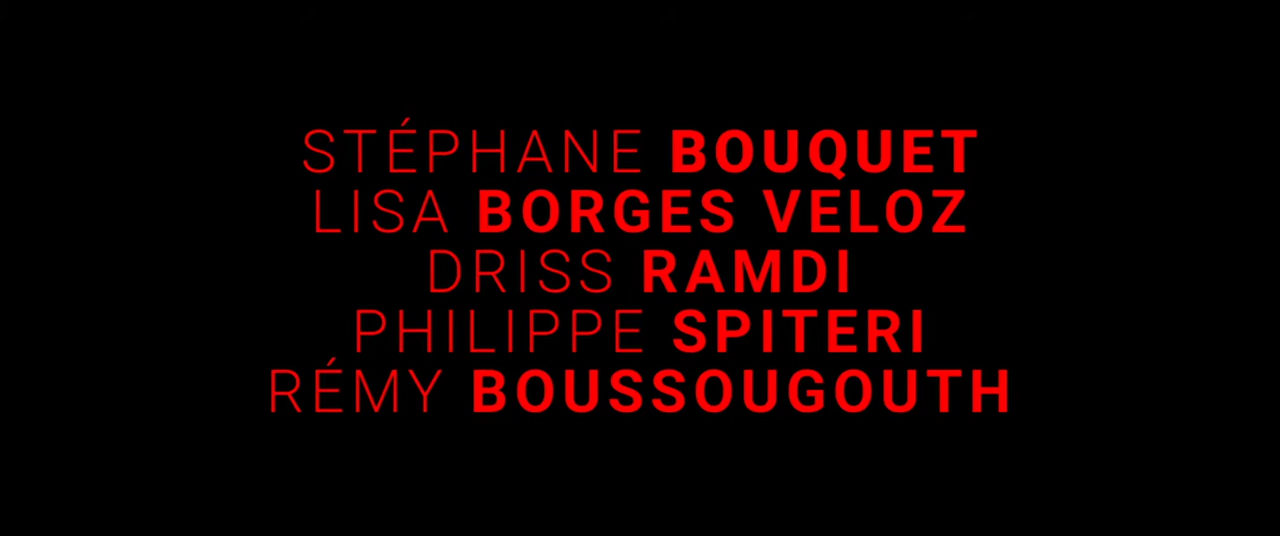 STÉPHANE BOUQUET
LISA BORGES VELOZ
DRISS RAMDI
PHILIPPE SPITERI
RÉMY BOUSSOUGOUTH